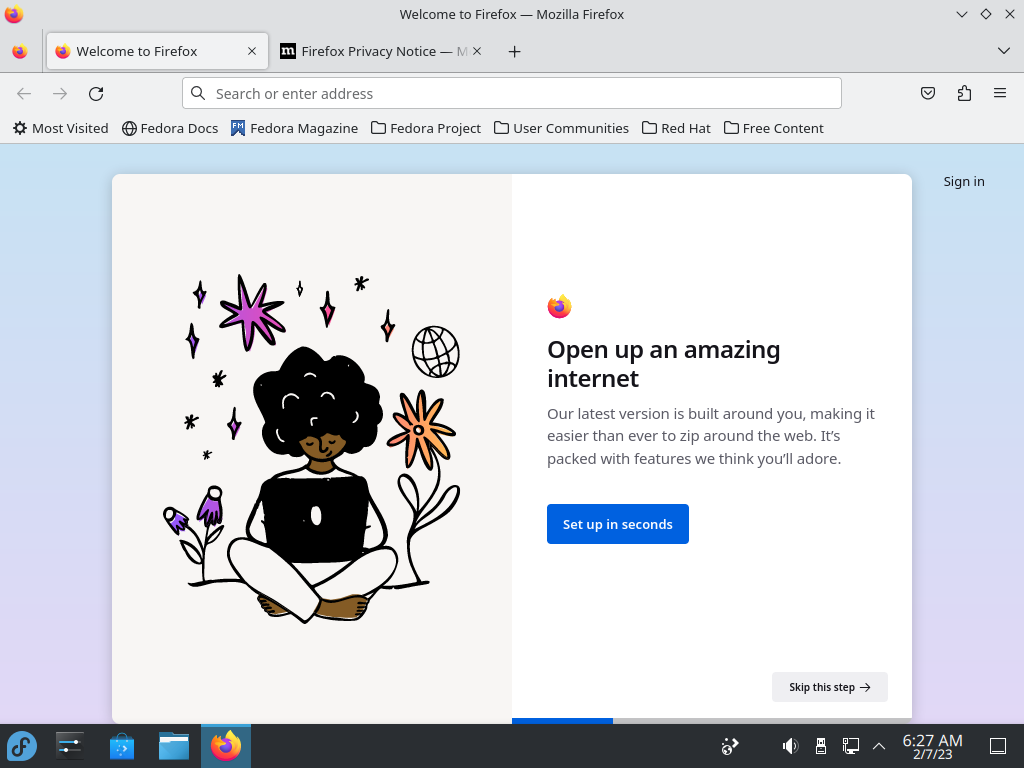 Welcome to Firefox — Mozilla Firefox
Welcome to Firefox
Firefox Privacy Notice — M
Search or enter address
Most Visited
Fedora Docs
FM
Fedora Magazine
Fedora Project
User Communities
Red Hat
Free Content
Sign in
Open up an amazing
internet
Our latest version is built around you, making it
easier than ever to zip around the web. It’s
packed with features we think you’ll adore.
Set up in seconds
Skip this step
6:27 AM
2/7/23